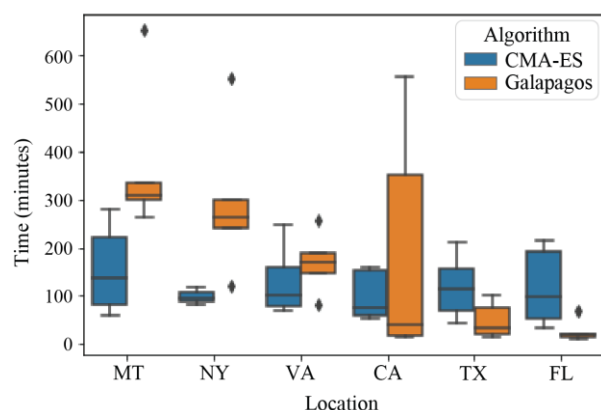 Algorithm
CMA-ES
Galapagos
Time (minutes)
600
500
400
300
200
100
0
MT NY VA CA TX FL
Location